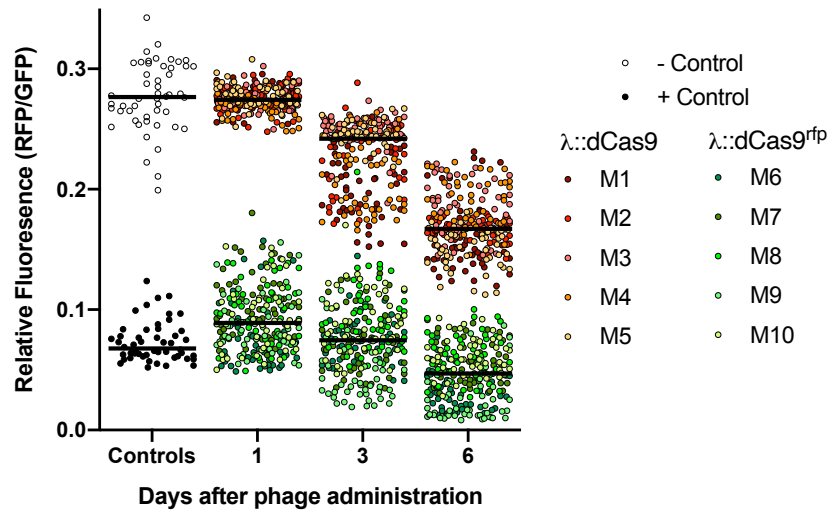 Relative Fluoresence (RFP/GFP)
0.3
0.2
0.1
0.0
Controls 1 3 6
Days after phage administration
- Control
+ Control
λ::dCas9 λ::dCas9rfp
M1 M6
M2 M7
M3 M8
M4 M9
M5 M10